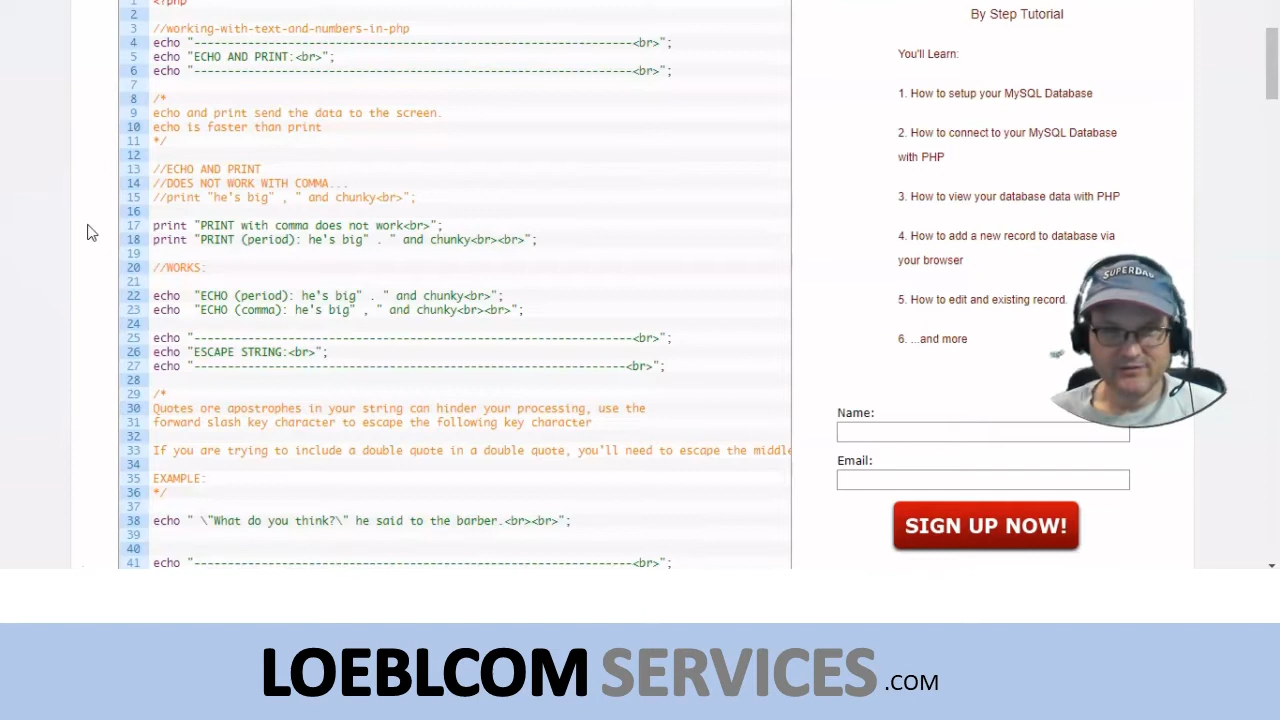 1 <?php
2
3 //working-with-text-and-numbers-in-php
4 echo "-----------------------------------------------------------------<br>";
5 echo "ECHO AND PRINT:<br>";
6 echo "-----------------------------------------------------------------<br>";
7
8 /*
9 echo and print send the data to the screen.
10 echo is faster than print
11 */
12
13 //ECHO AND PRINT
14 //DOES NOT WORK WITH COMMA...
15 //print "he's big" , " and chunky<br>";
16
17 print "PRINT with comma does not work<br>";
18 print "PRINT (period): he's big" . " and chunky<br><br>";
19
20 //WORKS:
21
22 echo  "ECHO (period): he's big" . " and chunky<br>";
23 echo  "ECHO (comma): he's big" , " and chunky<br><br>";
24
25 echo "-----------------------------------------------------------------<br>";
26 echo "ESCAPE STRING:<br>";
27 echo "----------------------------------------------------------------<br>";
28
29 /*
30 Quotes ore apostrophes in your string can hinder your processing, use the
31 forward slash key character to escape the following key character
32
33 If you are trying to include a double quote in a double quote, you'll need to escape the middle
34
35 EXAMPLE:
36 */
37
38 echo " \"What do you think?\" he said to the barber.<br><br>";
39
40
41 echo "-----------------------------------------------------------------<br>";
By Step Tutorial
You'll Learn:
1. How to setup your MySQL Database
2. How to connect to your MySQL Database
with PHP
3. How to view your database data with PHP
4. How to add a new record to database via
your browser
5. How to edit and existing record.
6. ...and more
SUPERDAD
Name:
Email:
SIGN UP NOW!
LOEBLCOM SERVICES .COM